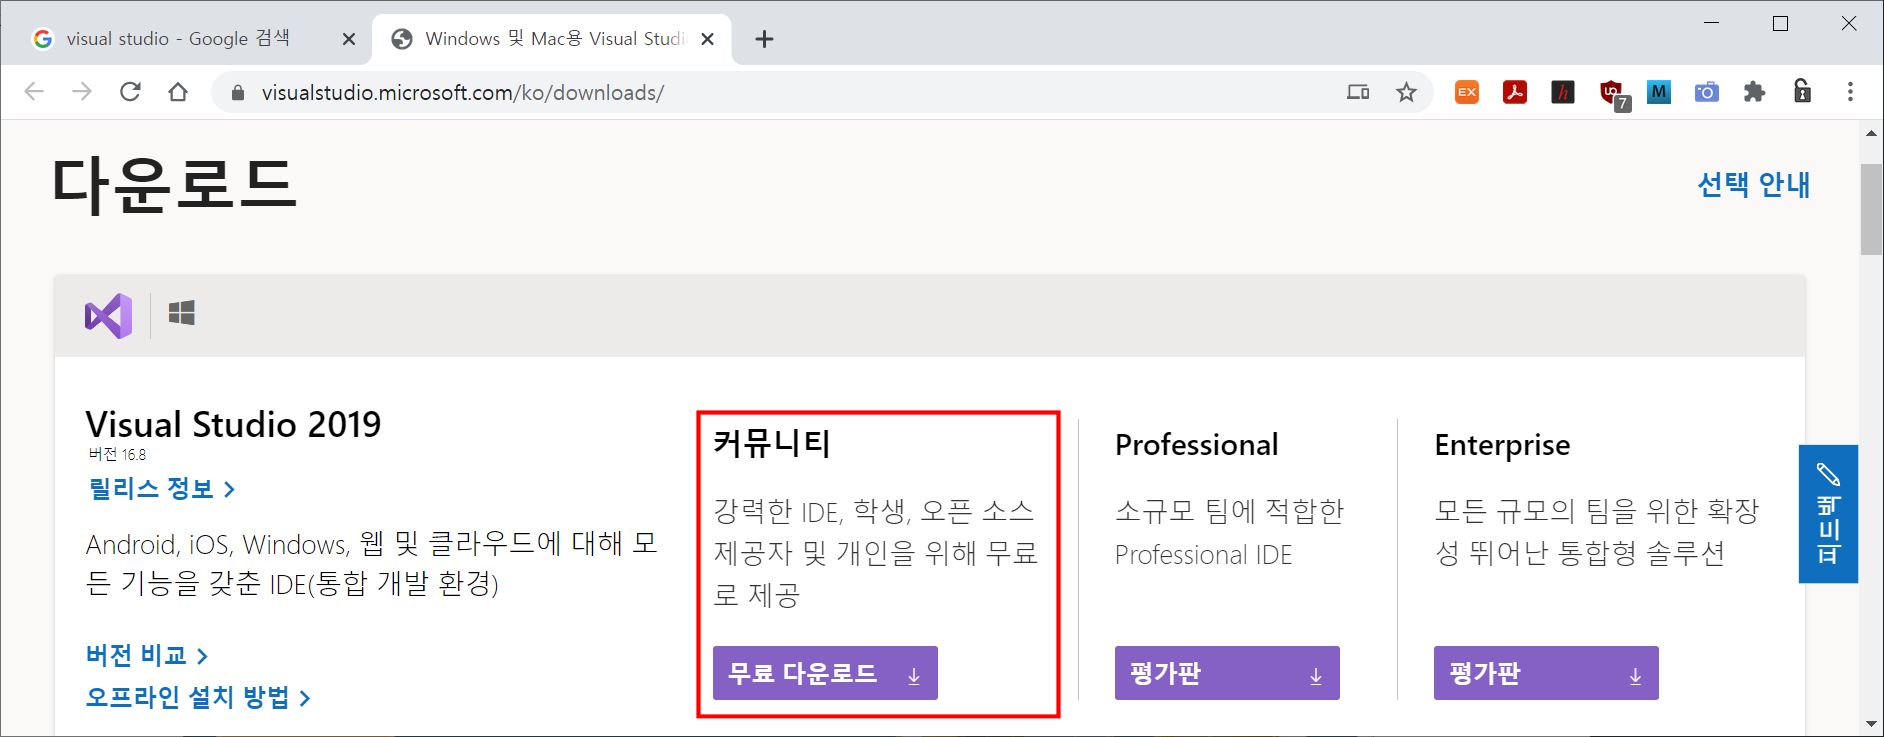 visual studio - Google 검색
Windows 및 Mac용 Visual Studi
visualstudio.microsoft.com/ko/downloads/
EX
h
7
M
다운로드
선택 안내
Visual Studio 2019
버전 16.8
릴리스 정보
Android, iOS, Windows, 웹 및 클라우드에 대해 모
든 기능을 갖춘 IDE(통합 개발 환경)
버전 비교
오프라인 설치 방법
커뮤니티
강력한 IDE, 학생, 오픈 소스
제공자 및 개인을 위해 무료
로 제공
무료 다운로드
Professional
소규모 팀에 적합한
Professional IDE
평가판
Enterprise
모든 규모의 팀을 위한 확장
성 뛰어난 통합형 솔루션
평가판
피드백